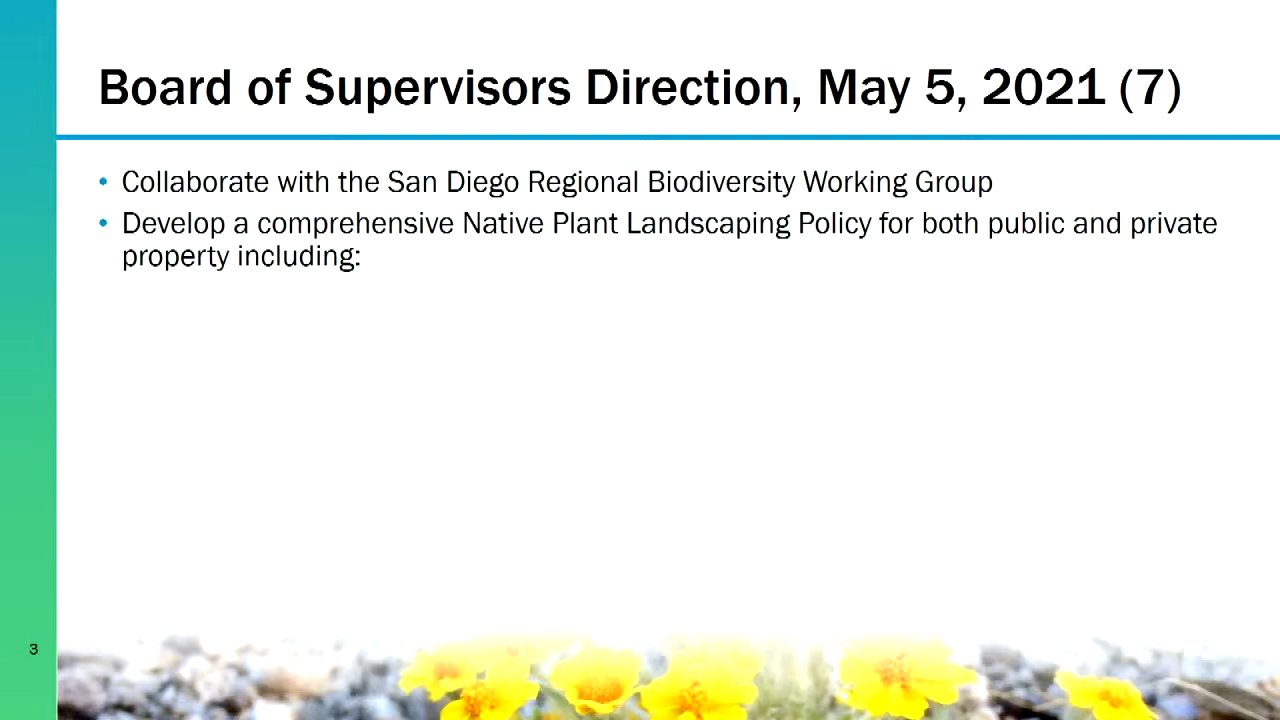 Board of Supervisors Direction, May 5, 2021 (7)
• Collaborate with the San Diego Regional Biodiversity Working Group
• Develop a comprehensive Native Plant Landscaping Policy for both public and private
property including:
3